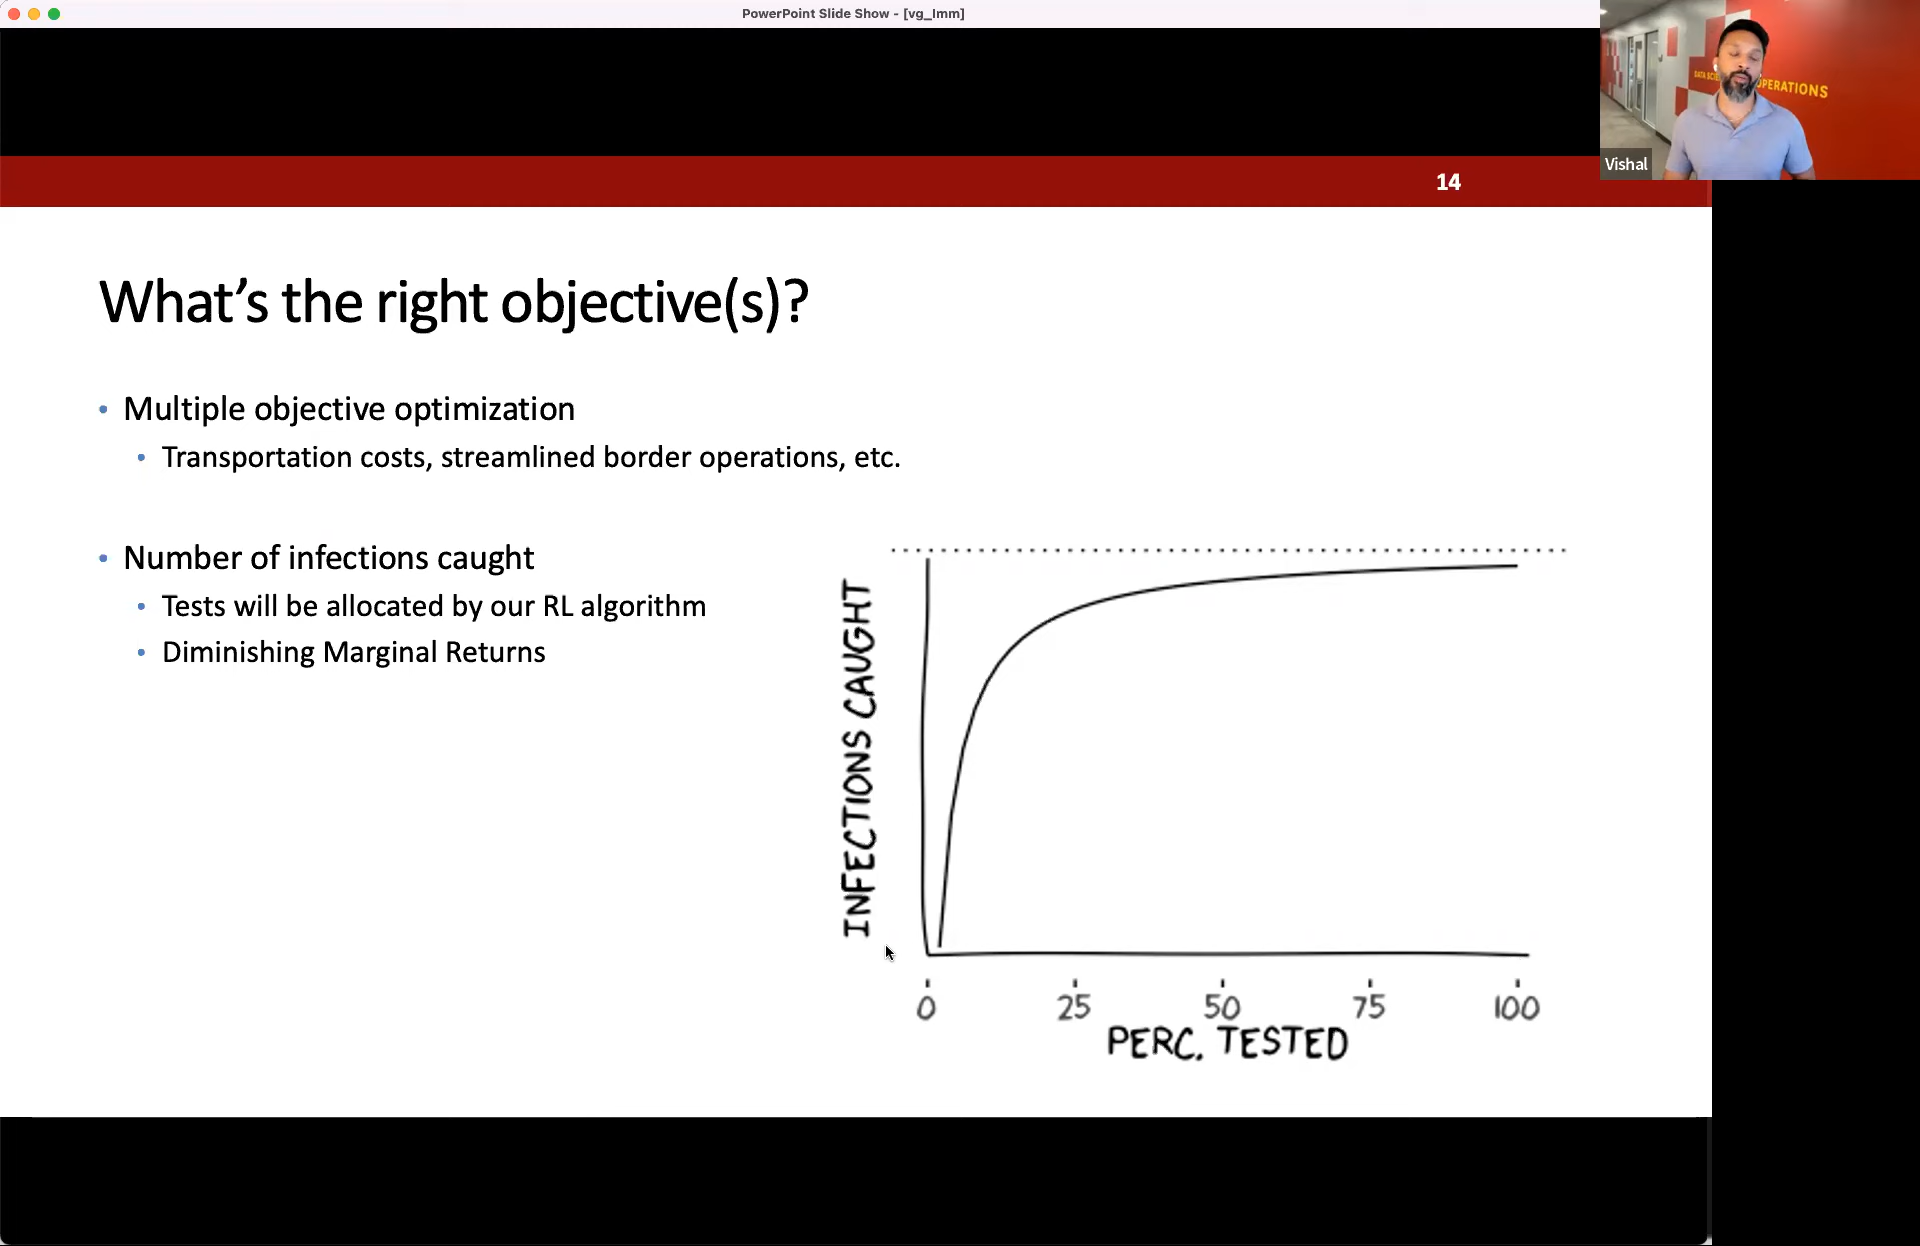 PowerPoint Slide Show - [vg_Imm]
OPERATIONS
Vishal
14
What's the right objective(s)?
• Multiple objective optimization
• Transportation costs, streamlined border operations, etc.
• Number of infections caught
• Tests will be allocated by our RL algorithm
• Diminishing Marginal Returns
INFECTIONS CAUGHT
0 25 50 75 100
PERC. TESTED